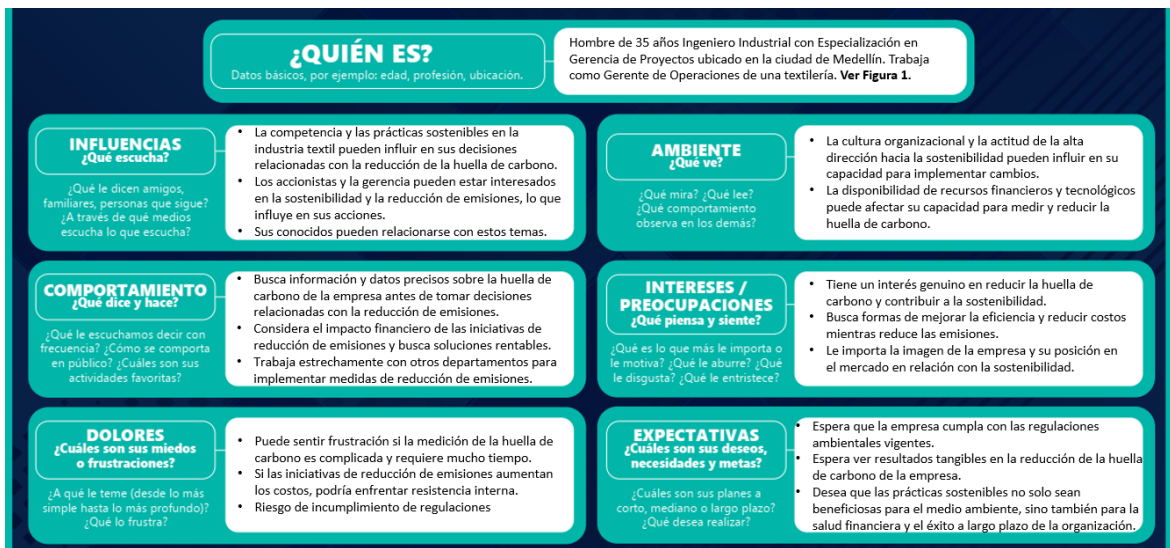 ¿QUIÉN ES?
Datos básicos, por ejemplo: edad, profesión, ubicación.
Hombre de 35 años Ingeniero Industrial con Especialización en
Gerencia de Proyectos ubicado en la ciudad de Medellín. Trabaja
como Gerente de Operaciones de una textilería. Ver Figura 1.
INFLUENCIAS
¿Qué escucha?
¿Qué le dicen amigos,
familiares, personas que sigue?
¿A través de qué medios
escucha lo que escucha?
• La competencia y las prácticas sostenibles en la
industria textil pueden influir en sus decisiones
relacionadas con la reducción de la huella de carbono.
• Los accionistas y la gerencia pueden estar interesados
en la sostenibilidad y la reducción de emisiones, lo que
influye en sus acciones.
• Sus conocidos pueden relacionarse con estos temas.
AMBIENTE
¿Qué ve?
¿Qué mira? ¿Qué lee?
¿Qué comportamiento
observa en los demás?
• La cultura organizacional y la actitud de la alta
dirección hacia la sostenibilidad pueden influir en su
capacidad para implementar cambios.
• La disponibilidad de recursos financieros y tecnológicos
puede afectar su capacidad para medir y reducir la
huella de carbono.
COMPORTAMIENTO
¿Qué dice y hace?
¿Qué le escuchamos decir con
frecuencia? ¿Cómo se comporta
en público? ¿Cuáles son sus
actividades favoritas?
• Busca información y datos precisos sobre la huella de
carbono de la empresa antes de tomar decisiones
relacionadas con la reducción de emisiones.
• Considera el impacto financiero de las iniciativas de
reducción de emisiones y busca soluciones rentables.
• Trabaja estrechamente con otros departamentos para
implementar medidas de reducción de emisiones.
INTERESES /
PREOCUPACIONES
¿Qué piensa y siente?
¿Qué es lo que más le importa o
le motiva? ¿Qué le aburre? ¿Qué
le disgusta? ¿Qué le entristece?
• Tiene un interés genuino en reducir la huella de
carbono y contribuir a la sostenibilidad.
• Busca formas de mejorar la eficiencia y reducir costos
mientras reduce las emisiones.
• Le importa la imagen de la empresa y su posición en
el mercado en relación con la sostenibilidad.
DOLORES
¿Cuáles son sus miedos
o frustraciones?
¿A qué le teme (desde lo más
simple hasta lo más profundo)?
¿Qué lo frustra?
• Puede sentir frustración si la medición de la huella de
carbono es complicada y requiere mucho tiempo.
• Si las iniciativas de reducción de emisiones aumentan
los costos, podría enfrentar resistencia interna.
• Riesgo de incumplimiento de regulaciones
EXPECTATIVAS
¿Cuáles son sus deseos,
necesidades y metas?
¿Cuáles son sus planes a
corto, mediano o largo plazo?
¿Qué desea realizar?
• Espera que la empresa cumpla con las regulaciones
ambientales vigentes.
• Espera ver resultados tangibles en la reducción de la huella
de carbono de la empresa.
• Desea que las prácticas sostenibles no solo sean
beneficiosas para el medio ambiente, sino también para la
salud financiera y el éxito a largo plazo de la organización.